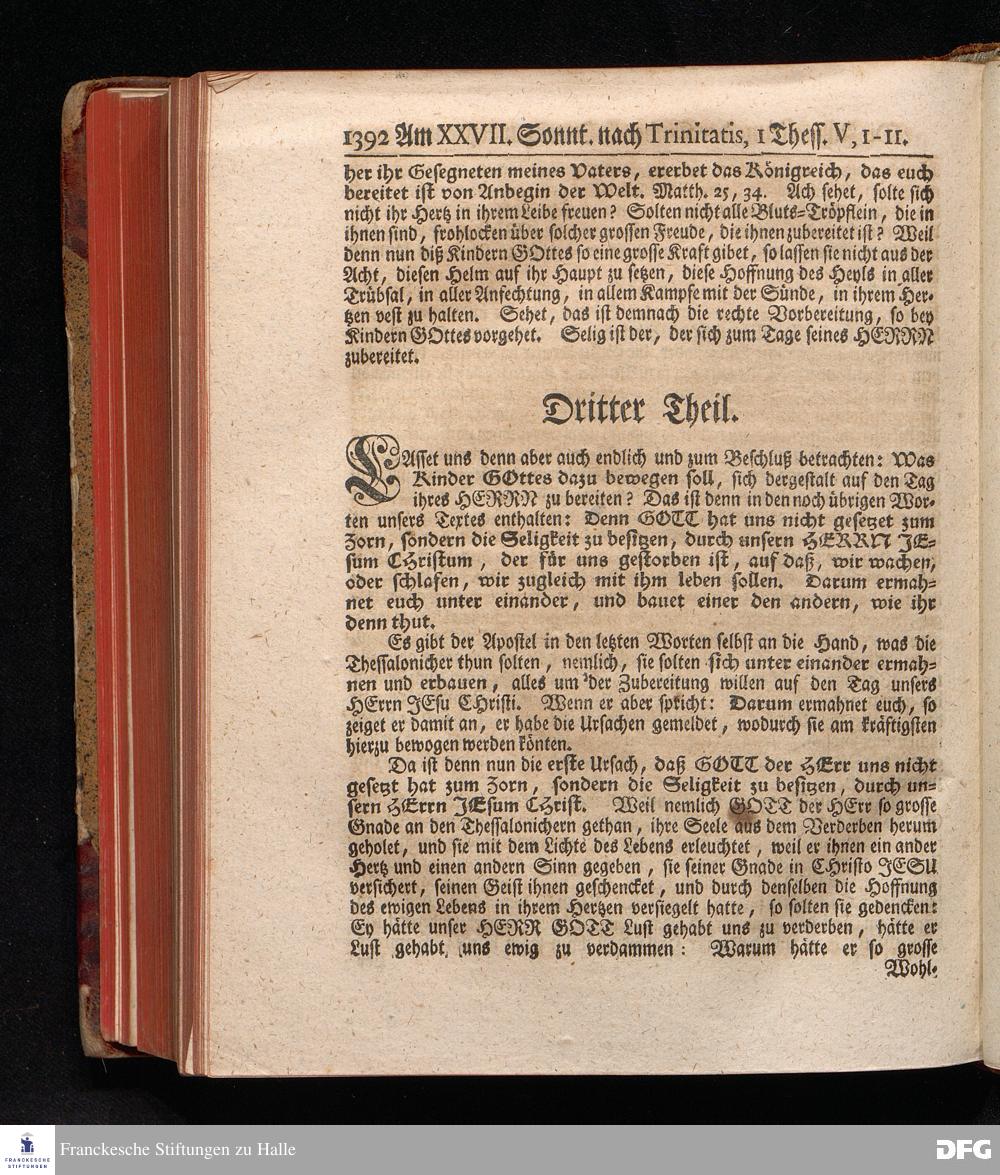 1392 Am XXVII. Sonnt. nach Trinitatis, 1 Thess. V, 1-11.
her ihr Gesegneten meines Vaters, ererbet das Königreich, das euch
bereitet ist von Anbegin der Welt. Matth. 25, 34. Ach sehet, solte sich
nicht ihr Hertz in ihrem Leibe freuen? Solten nicht alle Bluts-Tröpflein, die in
ihnen sind, frohlocken über solcher grossen Freude, die ihnen zubereitet ist? Weil
denn nun diß Kindern GOttes so eine grosse Kraft gibet, so lassen sie nicht aus der
Acht, diesen Helm auf ihr Haupt zu setzen, diese Hoffnung des Heyls in aller
Trübsal, in aller Anfechtung, in allem Kampfe mit der Sünde, in ihrem Her-
tzen vest zu halten. Sehet, das ist demnach die rechte Vorbereitung, so bey
Kindern GOttes vorgehet. Selig ist der, der sich zum Tage seines HERRN
zubereitet.
Dritter Theil.
LAsset uns denn aber auch endlich und zum Beschluß betrachten: Was
Kinder GOttes dazu bewegen soll, sich dergestalt auf den Tag
ihres HERRN zu bereiten? Das ist denn in den noch übrigen Wor-
ten unsers Textes enthalten: Denn GOTT hat uns nicht gesetzet zum
Zorn, sondern die Seligkeit zu besitzen, durch unsern HERRN JE-
sum CHristum, der für uns gestorben ist, auf daß, wir wachen,
oder schlafen, wir zugleich mit ihm leben sollen. Darum ermah-
net euch unter einander, und bauet einer den andern, wie ihr
denn thut.
Es gibt der Apostel in den letzten Worten selbst an die Hand, was die
Thessalonicher thun solten, nemlich, sie solten sich unter einander ermah-
nen und erbauen, alles um der Zubereitung willen auf den Tag unsers
HErrn JEsu CHristi. Wenn er aber spricht: Darum ermahnet euch, so
zeiget er damit an, er habe die Ursachen gemeldet, wodurch sie am kräftigsten
hierzu bewogen werden könten.
Da ist denn nun die erste Ursach, daß GOTT der HErr uns nicht
gesetzt hat zum Zorn, sondern die Seligkeit zu besitzen, durch un-
sern HErrn JEsum CHrist. Weil nemlich GOTT der HErr so grosse
Gnade an den Thessalonichern gethan, ihre Seele aus dem Verderben herum
geholet, und sie mit dem Lichte des Lebens erleuchtet, weil er ihnen ein ander
Hertz und einen andern Sinn gegeben, sie seiner Gnade in CHristo JESU
versichert, seinen Geist ihnen geschencket, und durch denselben die Hoffnung
des ewigen Lebens in ihrem Hertzen versiegelt hatte, so solten sie gedencken:
Ey hätte unser HERR GOTT Lust gehabt uns zu verderben, hätte er
Lust gehabt, uns ewig zu verdammen: Warum hätte er so grosse
Wohl-
FRANCKESCHE
STIFTUNGEN
Franckesche Stiftungen zu Halle
DFG